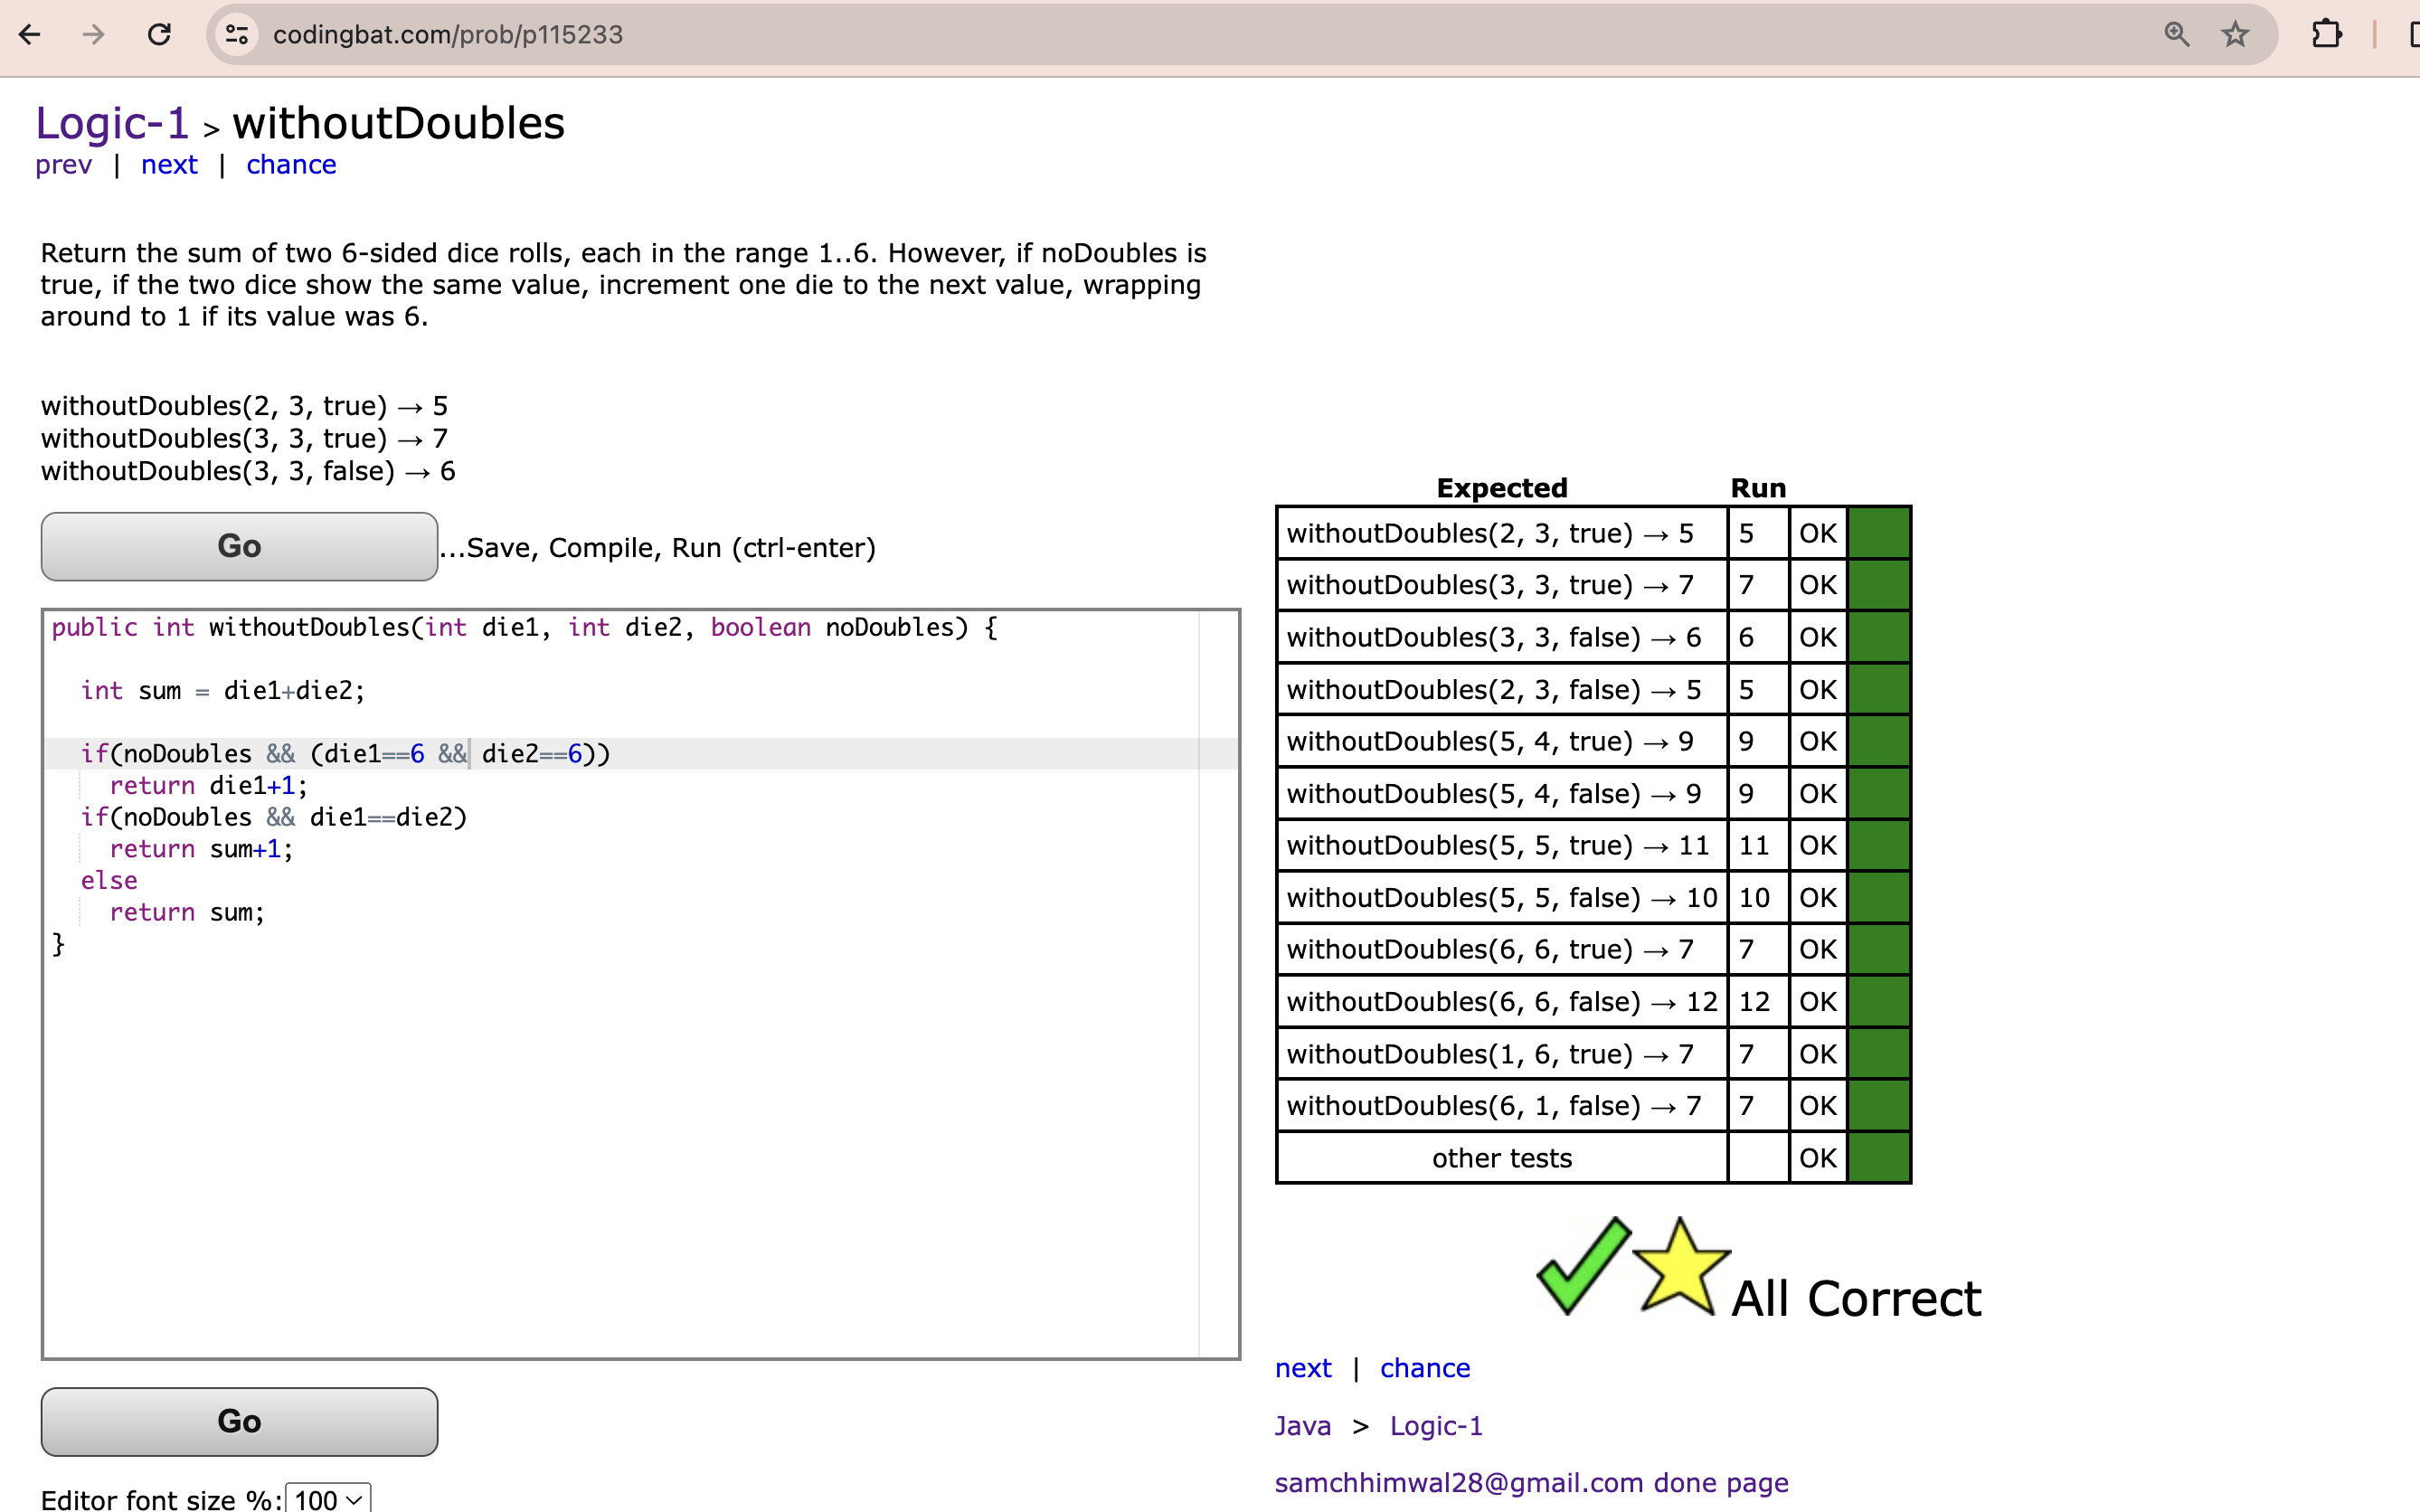 codingbat.com/prob/p115233
Logic-1 > withoutDoubles
prev | next | chance
Return the sum of two 6-sided dice rolls, each in the range 1..6. However, if noDoubles is
true, if the two dice show the same value, increment one die to the next value, wrapping
around to 1 if its value was 6.
withoutDoubles(2, 3, true) → 5
withoutDoubles(3, 3, true) → 7
withoutDoubles(3, 3, false) → 6
Go ...Save, Compile, Run (ctrl-enter)
public int withoutDoubles(int die1, int die2, boolean noDoubles) {
int sum = die1+die2;
if(noDoubles && (die1==6 && die2==6))
return die1+1;
if(noDoubles && die1==die2)
return sum+1;
else
return sum;
}
Go
Editor font size %: 100
Expected Run
withoutDoubles(2, 3, true) → 5 5 OK
withoutDoubles(3, 3, true) → 7 7 OK
withoutDoubles(3, 3, false) → 6 6 OK
withoutDoubles(2, 3, false) → 5 5 OK
withoutDoubles(5, 4, true) → 9 9 OK
withoutDoubles(5, 4, false) → 9 9 OK
withoutDoubles(5, 5, true) → 11 11 OK
withoutDoubles(5, 5, false) → 10 10 OK
withoutDoubles(6, 6, true) → 7 7 OK
withoutDoubles(6, 6, false) → 12 12 OK
withoutDoubles(1, 6, true) → 7 7 OK
withoutDoubles(6, 1, false) → 7 7 OK
other tests OK
All Correct
next | chance
Java > Logic-1
samchhimwal28@gmail.com done page